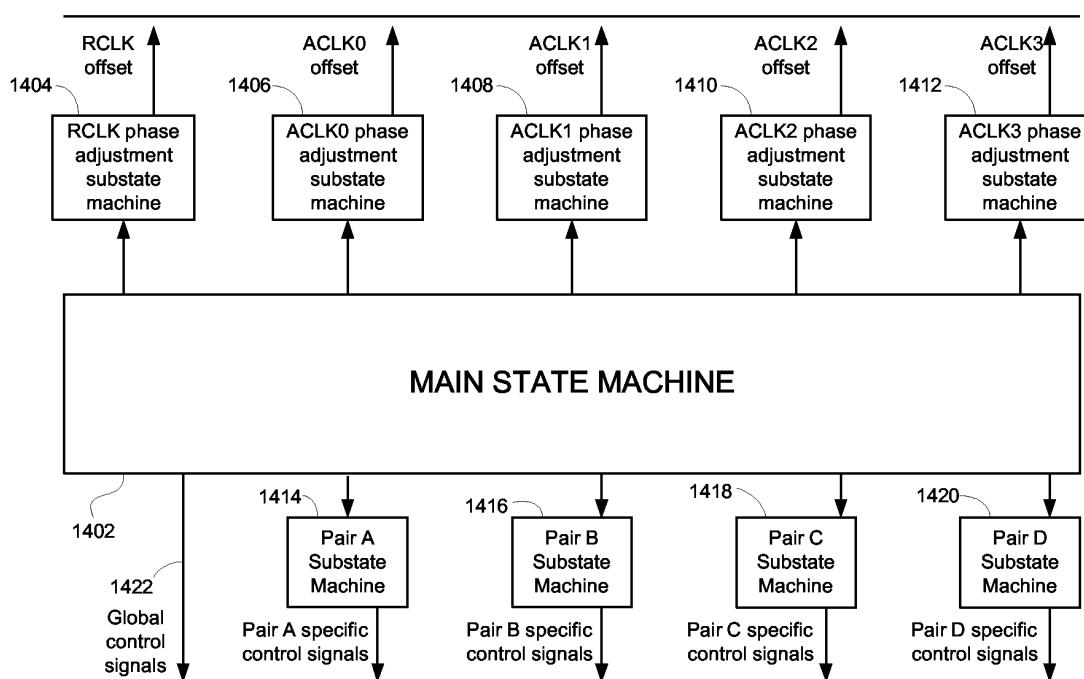 RCLK
offset
ACLK0
offset
ACLK1
offset
ACLK2
offset
ACLK3
offset
1404
1406
1408
1410
1412
RCLK phase
adjustment
substate
machine
ACLK0 phase
adjustment
substate
machine
ACLK1 phase
adjustment
substate
machine
ACLK2 phase
adjustment
substate
machine
ACLK3 phase
adjustment
substate
machine
MAIN STATE MACHINE
1402
1422
Global
control
signals
1414
Pair A
Substate
Machine
Pair A specific
control signals
1416
Pair B
Substate
Machine
Pair B specific
control signals
1418
Pair C
Substate
Machine
Pair C specific
control signals
1420
Pair D
Substate
Machine
Pair D specific
control signals